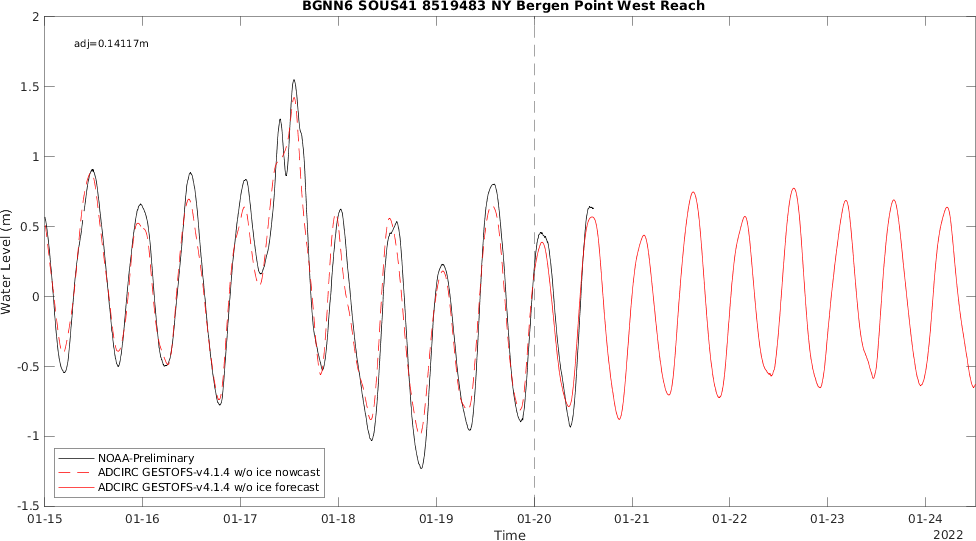 BGNN6 SOUS41 8519483 NY Bergen Point West Reach
adj=0.14117m
2
1.5
1
0.5
0
-0.5
-1
-1.5
Water Level (m)
NOAA-Preliminary
ADCIRC GESTOFS-v4.1.4 w/o ice nowcast
ADCIRC GESTOFS-v4.1.4 w/o ice forecast
01-15 01-16 01-17 01-18 01-19 01-20 01-21 01-22 01-23 01-24
Time
2022